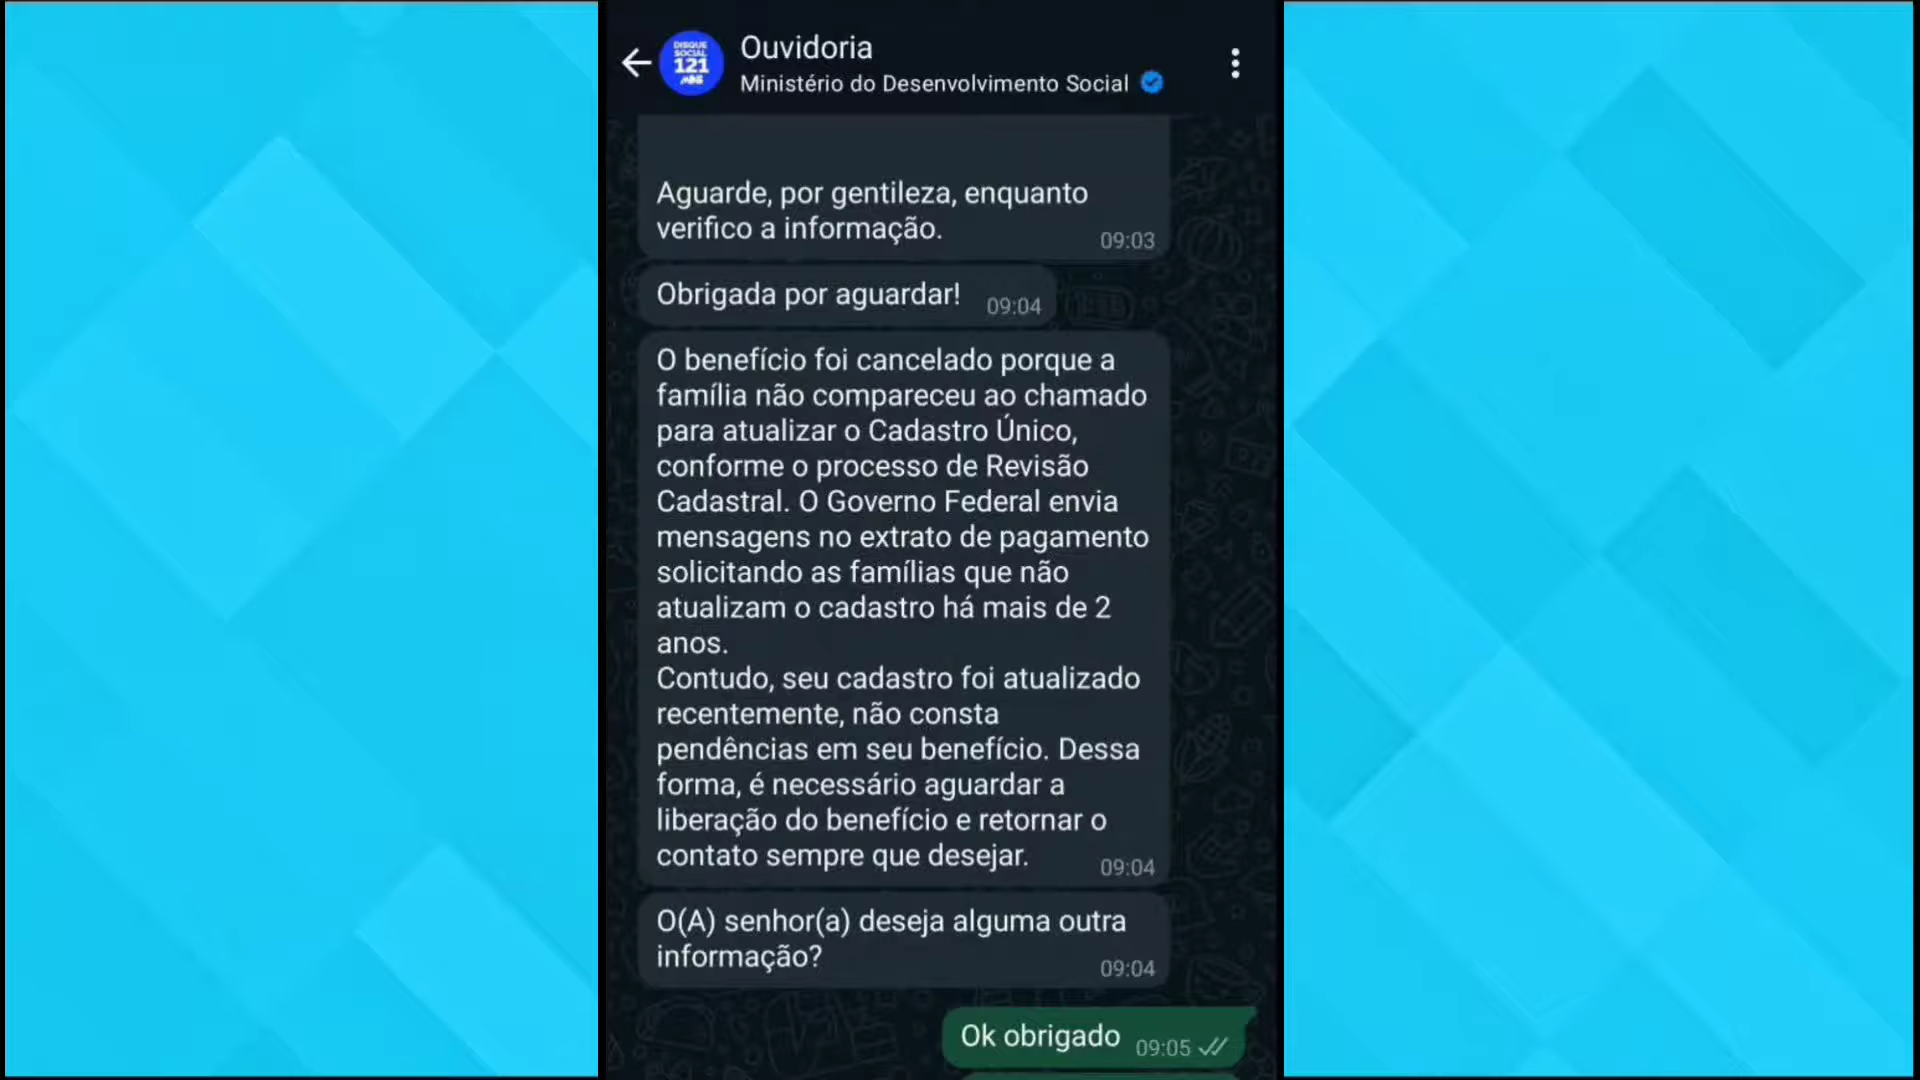 DISQUE
SOCIAL
121
MDS
Ouvidoria
Ministério do Desenvolvimento Social
Aguarde, por gentileza, enquanto
verifico a informação.
09:03
Obrigada por aguardar!
09:04
O benefício foi cancelado porque a
família não compareceu ao chamado
para atualizar o Cadastro Único,
conforme o processo de Revisão
Cadastral. O Governo Federal envia
mensagens no extrato de pagamento
solicitando as famílias que não
atualizam o cadastro há mais de 2
anos.
Contudo, seu cadastro foi atualizado
recentemente, não consta
pendências em seu benefício. Dessa
forma, é necessário aguardar a
liberação do benefício e retornar o
contato sempre que desejar.
09:04
O(A) senhor(a) deseja alguma outra
informação?
09:04
Ok obrigado
09:05